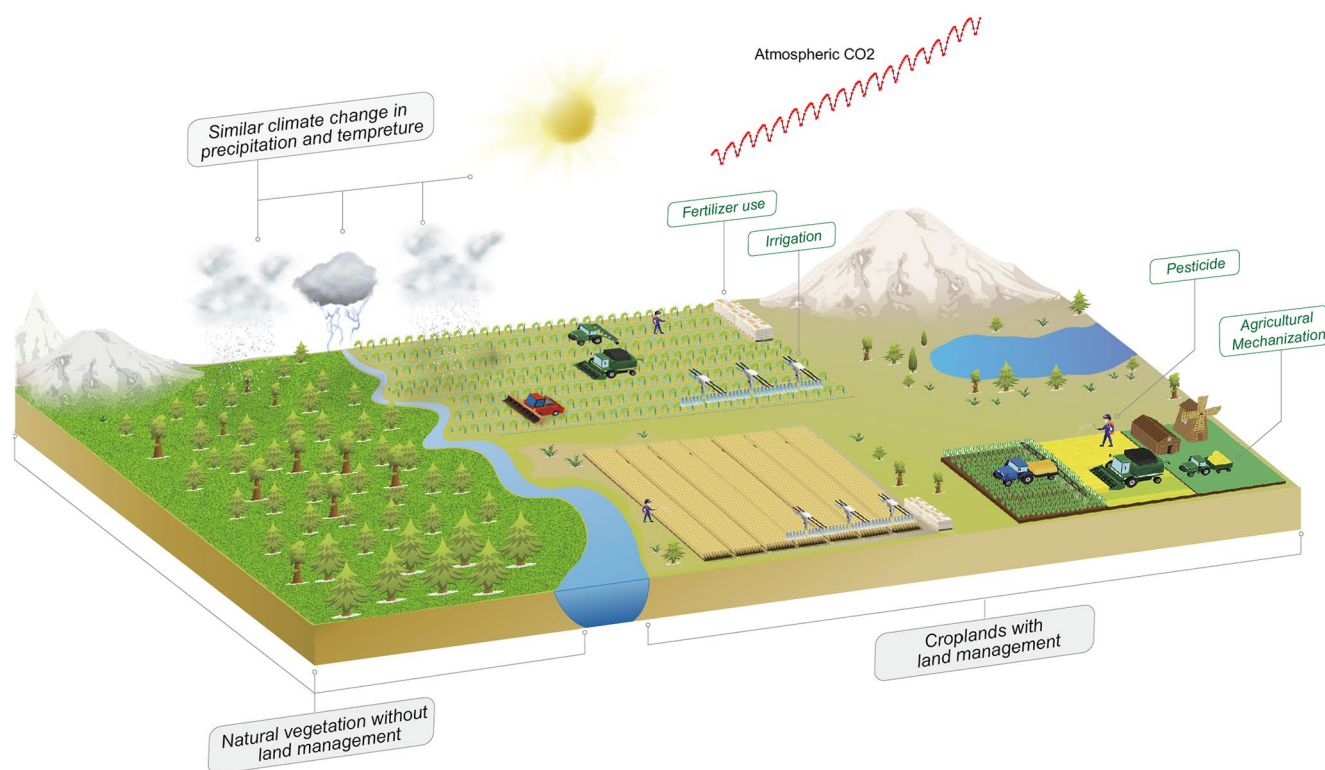 Atmospheric CO2
Similar climate change in
precipitation and tempreture
Fertilizer use
Irrigation
Pesticide
Agricultural
Mechanization
Croplands with
land management
Natural vegetation without
land management